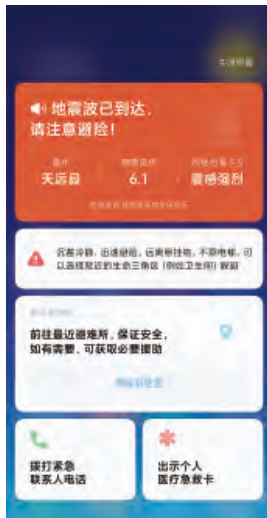 地震波已到达，
请注意避险！
天远县 6.1 震感强烈
沉着冷静，迅速避险，远离悬挂物，不乘电梯，可
以选择就近的生命三角区（例如卫生间）躲避
前往最近避难所，保证安全，
如有需要，可获取必要援助
拨打紧急
联系人电话
出示个人
医疗急救卡